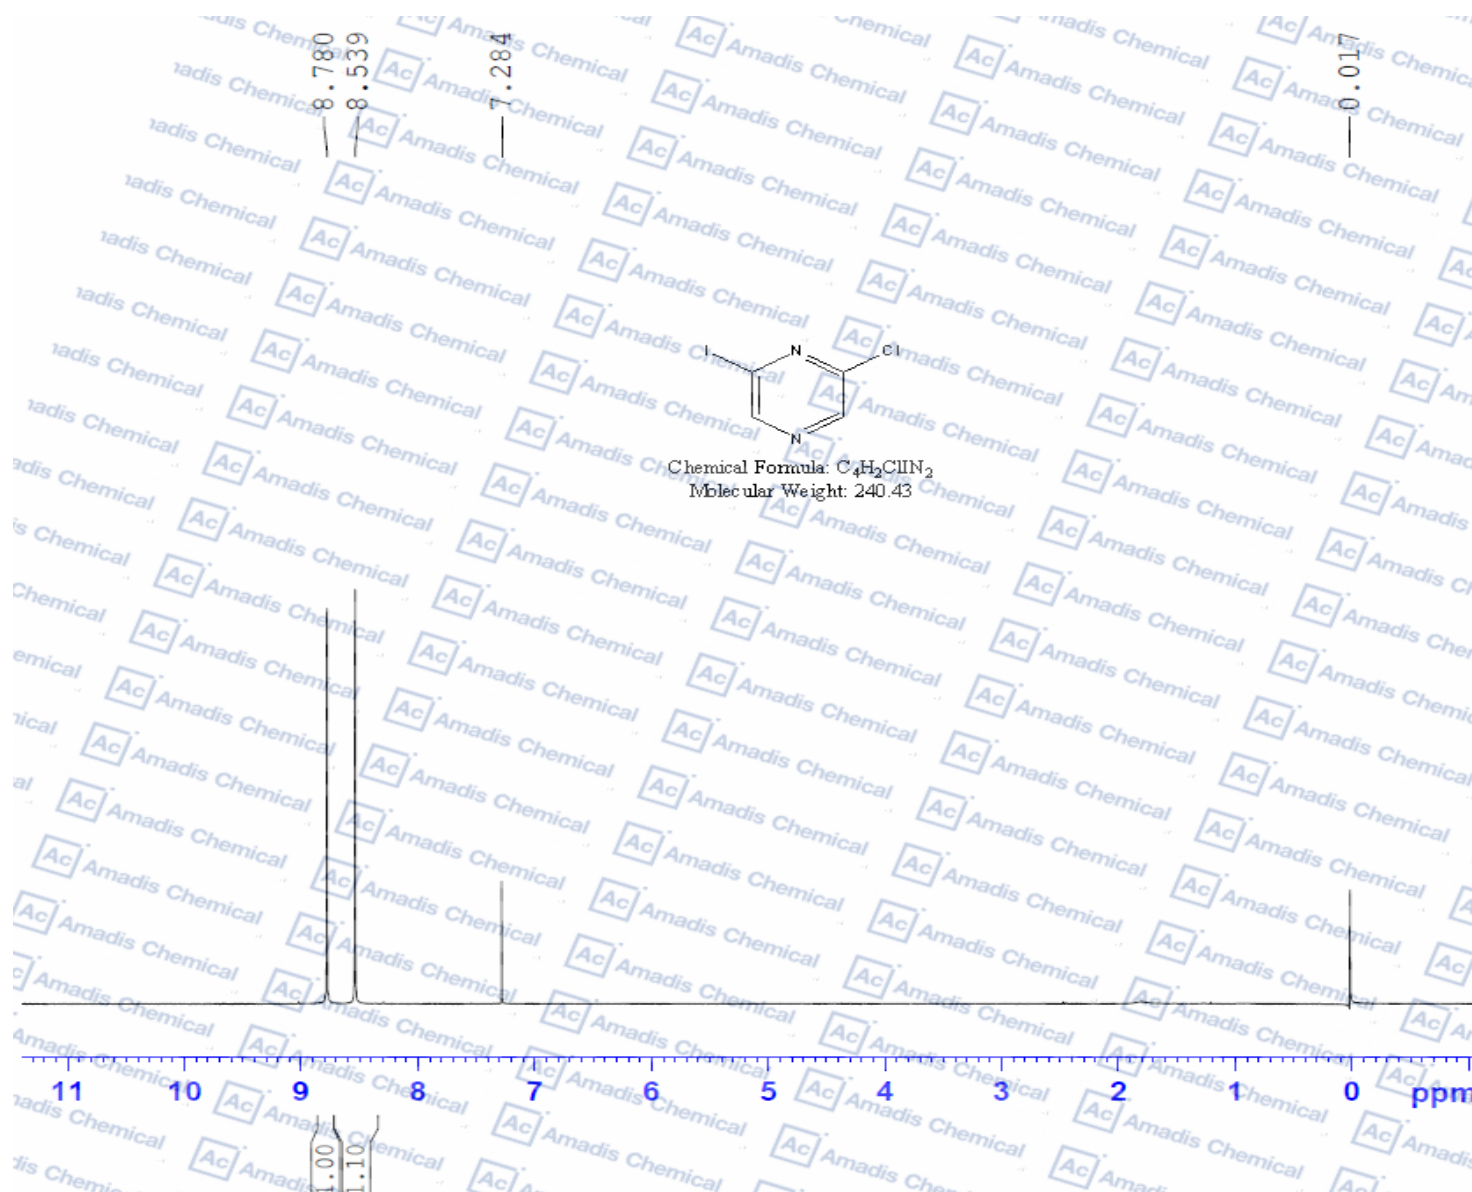 8.780
8.539
7.284
0.017
I
N
Cl
N
Chemical Formula: C₄H₂ClIN₂
Molecular Weight: 240.43
11 10 9 8 7 6 5 4 3 2 1 0 ppm
1.00
1.10
Ac Amadis Chemical